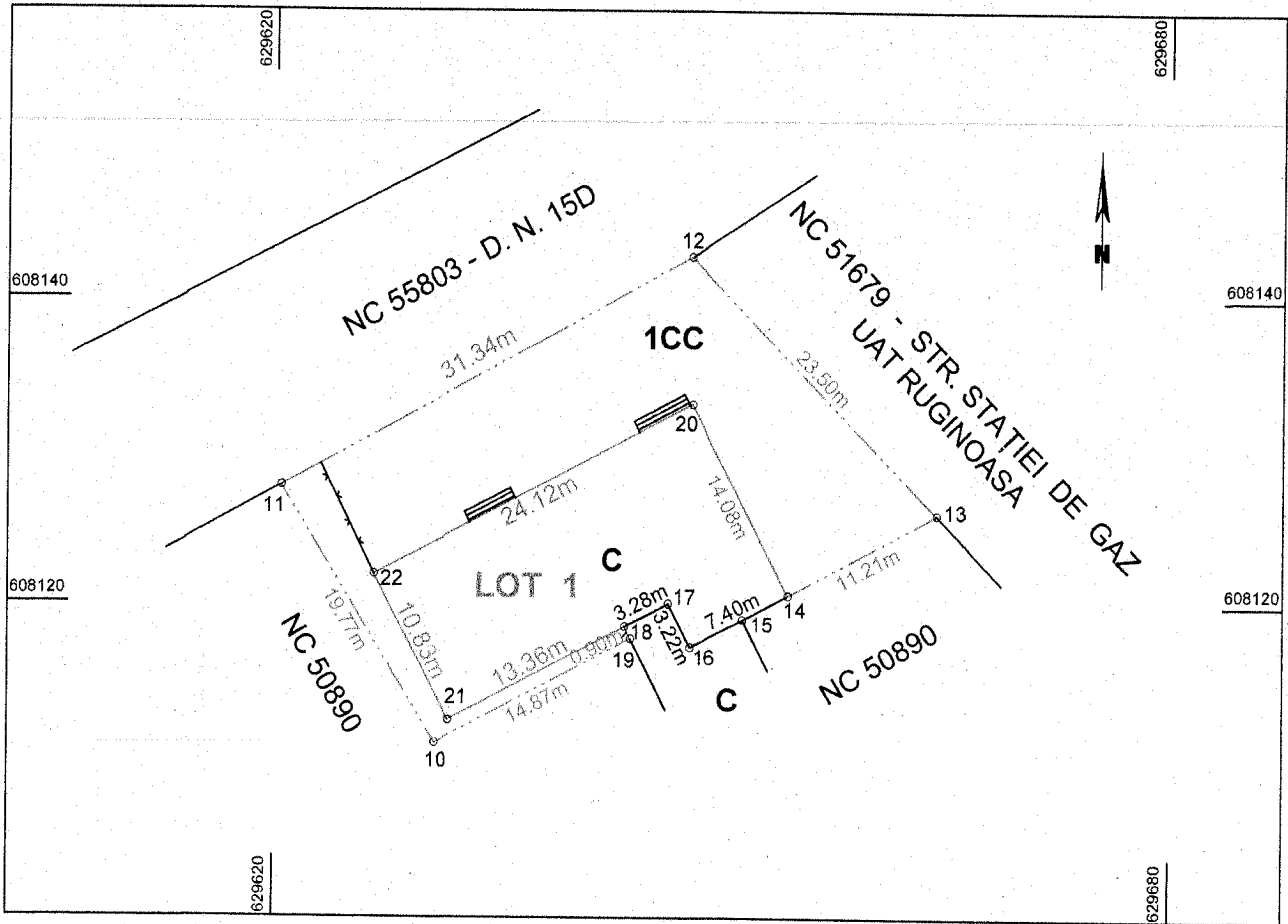 629620
629680
NC 55803 - D. N. 15D
12
NC 51679 - STR. STAȚIEI DE GAZ
UAT RUGINOASA
N
608140
608140
31.34m
1CC
23.50m
20
11
24.12m
14.08m
13
22
LOT 1
C
11.21m
608120
608120
3.28m
17
7.40m
14
19.77m
10.83m
18
3.22m
15
13.36m
0.90m
19
16
NC 50890
14.87m
C
NC 50890
21
10
629620
629680